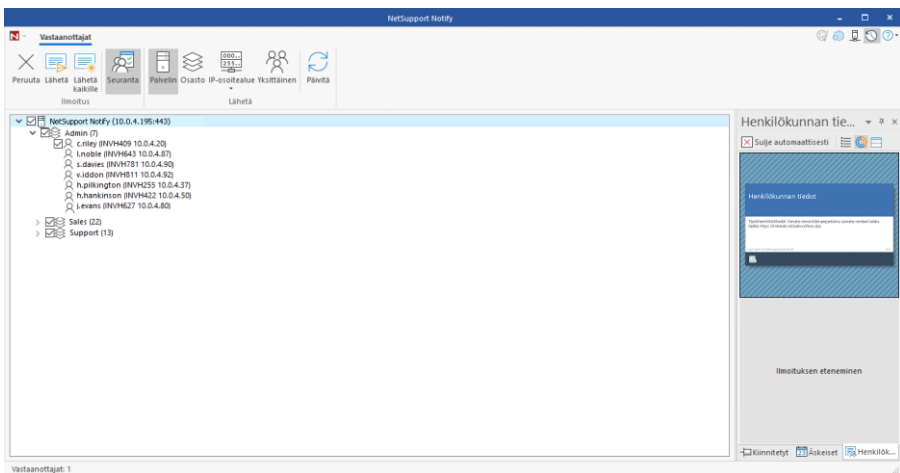 NetSupport Notify
Vastaanottajat
Peruuta Lähetä Lähetä kaikille Seuranta Palvelin Osasto IP-osoitealue Yksittäinen Päivitä
Ilmoitus Lähetä
NetSupport Notify (10.0.4.195:443)
Admin (7)
c.riley (INVH409 10.0.4.20)
l.noble (INVH643 10.0.4.87)
s.davies (INVH781 10.0.4.90)
v.iddon (INVH811 10.0.4.92)
h.pilkington (INVH255 10.0.4.37)
h.hankinson (INVH422 10.0.4.50)
j.evans (INVH627 10.0.4.80)
Sales (22)
Support (13)
Henkilökunnan tie...
Sulje automaattisesti
Henkilökunnan tiedot
Ilmoituksen eteneminen
Kiinnitetyt 23 Äskeiset Henkilök...
Vastaanottajat: 1